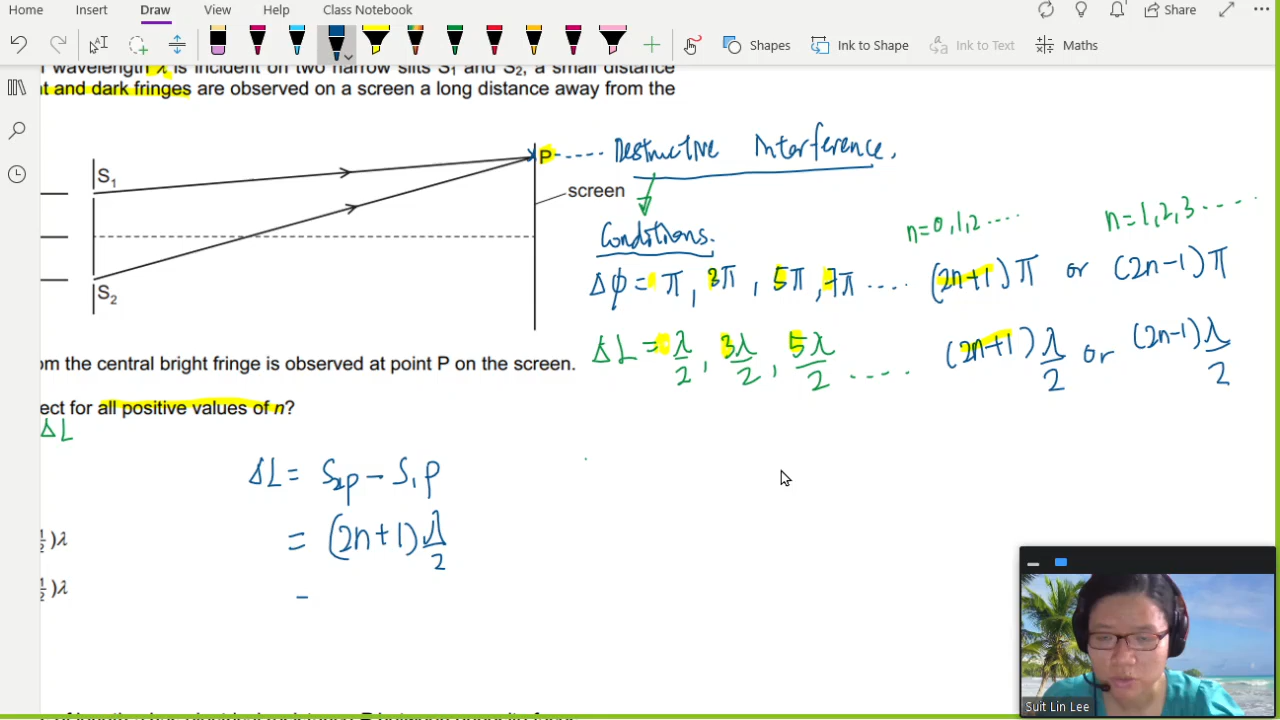 Home Draw View Help Class Notebook Share
Shapes Ink to Shape Ink to Text Maths
wavelength λ is incident on two narrow slits S1 and S2, a small distance
t and dark fringes are observed on a screen a long distance away from the
S1
P
screen
S2
Destructive Interference.
Conditions.
n=0,1,2.... n=1,2,3.....
Δφ = π, 3π, 5π, 7π .... (2n+1)π or (2n-1)π
ΔL = λ/2, 3λ/2, 5λ/2 ..... (2n+1)λ/2 or (2n-1)λ/2
om the central bright fringe is observed at point P on the screen.
ect for all positive values of n?
ΔL
ΔL = S2P - S1P
= (2n+1)λ/2
½)λ
½)λ
Suit Lin Lee